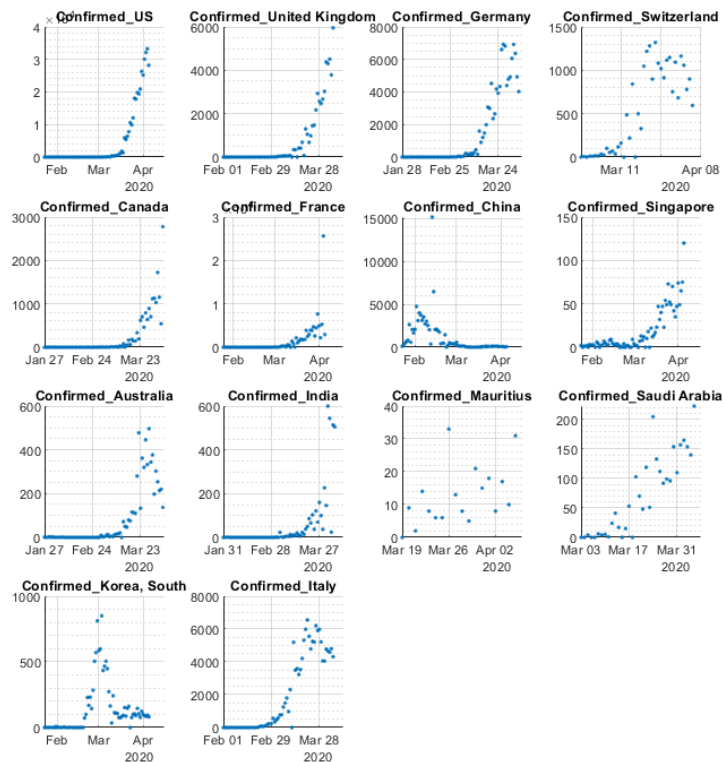 Confirmed_US
4
3
2
1
0
Feb Mar Apr
2020
Confirmed_United Kingdom
6000
4000
2000
0
Feb 01 Feb 29 Mar 28
2020
Confirmed_Germany
8000
6000
4000
2000
0
Jan 28 Feb 25 Mar 24
2020
Confirmed_Switzerland
1500
1000
500
0
Mar 11 Apr 08
2020
Confirmed_Canada
3000
2000
1000
0
Jan 27 Feb 24 Mar 23
2020
Confirmed_France
3
2
1
0
Feb Mar Apr
2020
Confirmed_China
15000
10000
5000
0
Feb Mar Apr
2020
Confirmed_Singapore
150
100
50
0
Feb Mar Apr
2020
Confirmed_Australia
600
400
200
0
Jan 27 Feb 24 Mar 23
2020
Confirmed_India
600
400
200
0
Jan 31 Feb 28 Mar 27
2020
Confirmed_Mauritius
40
30
20
10
0
Mar 19 Mar 26 Apr 02
2020
Confirmed_Saudi Arabia
200
150
100
50
0
Mar 03 Mar 17 Mar 31
2020
Confirmed_Korea, South
1000
500
0
Feb Mar Apr
2020
Confirmed_Italy
8000
6000
4000
2000
0
Feb 01 Feb 29 Mar 28
2020